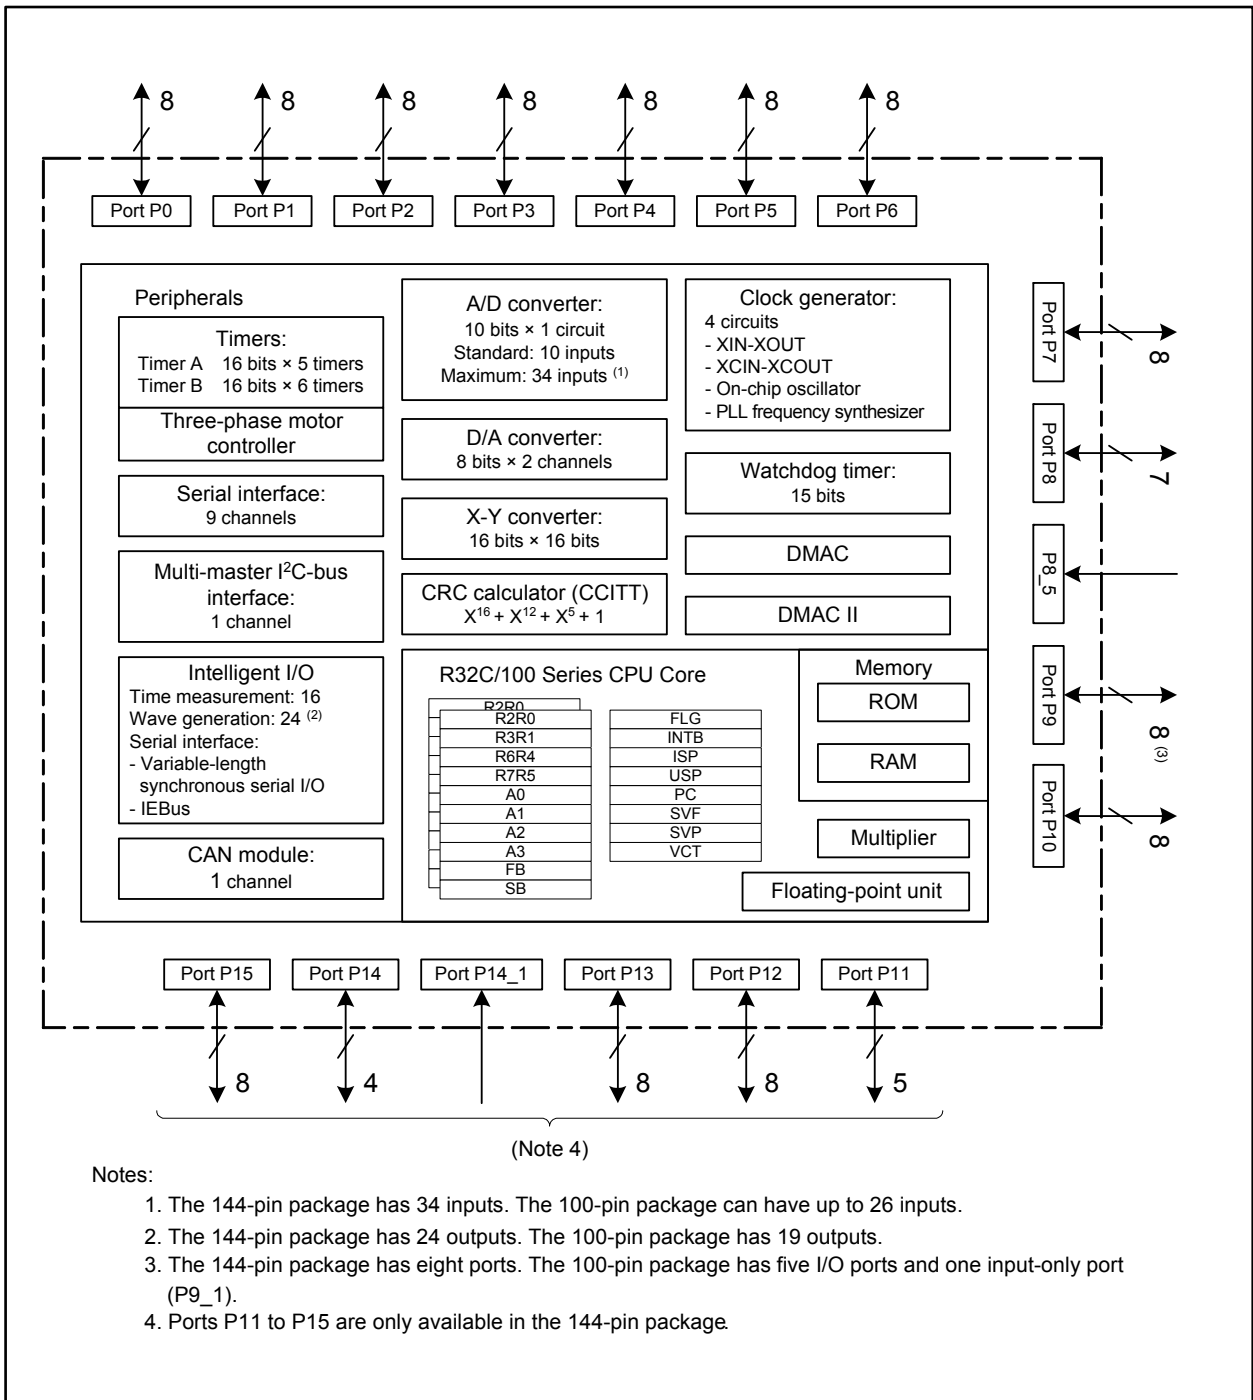 8 8 8 8 8 8 8
Port P0 Port P1 Port P2 Port P3 Port P4 Port P5 Port P6
Peripherals
Timers:
Timer A 16 bits × 5 timers
Timer B 16 bits × 6 timers
Three-phase motor
controller
Serial interface:
9 channels
Multi-master I²C-bus
interface:
1 channel
Intelligent I/O
Time measurement: 16
Wave generation: 24 (2)
Serial interface:
- Variable-length
synchronous serial I/O
- IEBus
CAN module:
1 channel
A/D converter:
10 bits × 1 circuit
Standard: 10 inputs
Maximum: 34 inputs (1)
D/A converter:
8 bits × 2 channels
X-Y converter:
16 bits × 16 bits
CRC calculator (CCITT)
X¹⁶ + X¹² + X⁵ + 1
Clock generator:
4 circuits
- XIN-XOUT
- XCIN-XCOUT
- On-chip oscillator
- PLL frequency synthesizer
Watchdog timer:
15 bits
DMAC
DMAC II
R32C/100 Series CPU Core
R2R0
R2R0
R3R1
R6R4
R7R5
A0
A1
A2
A3
FB
SB
FLG
INTB
ISP
USP
PC
SVF
SVP
VCT
Memory
ROM
RAM
Multiplier
Floating-point unit
Port P7
8
Port P8
7
P8_5
Port P9
8 (3)
Port P10
8
Port P15 Port P14 Port P14_1 Port P13 Port P12 Port P11
8 4 8 8 5
(Note 4)
Notes:
1. The 144-pin package has 34 inputs. The 100-pin package can have up to 26 inputs.
2. The 144-pin package has 24 outputs. The 100-pin package has 19 outputs.
3. The 144-pin package has eight ports. The 100-pin package has five I/O ports and one input-only port
(P9_1).
4. Ports P11 to P15 are only available in the 144-pin package.